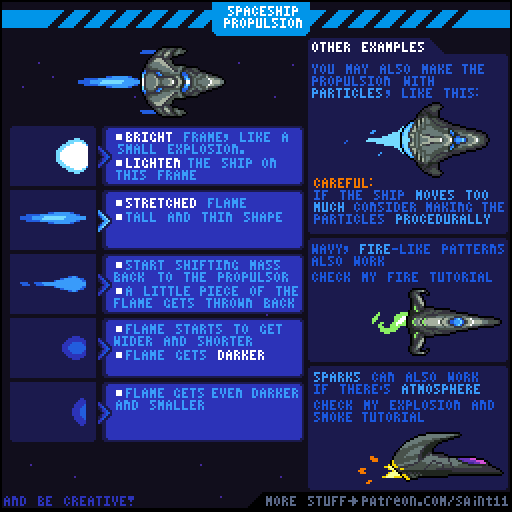 SPACESHIP
PROPULSION
■BRIGHT FRAME, LIKE A
SMALL EXPLOSION.
■LIGHTEN THE SHIP ON
THIS FRAME
■STRETCHED FLAME
■TALL AND THIN SHAPE
■START SHIFTING MASS
BACK TO THE PROPULSOR
■A LITTLE PIECE OF THE
FLAME GETS THROWN BACK
■FLAME STARTS TO GET
WIDER AND SHORTER
■FLAME GETS DARKER
■FLAME GETS EVEN DARKER
AND SMALLER
AND BE CREATIVE!
OTHER EXAMPLES
YOU MAY ALSO MAKE THE
PROPULSION WITH
PARTICLES, LIKE THIS:
CAREFUL:
IF THE SHIP MOVES TOO
MUCH CONSIDER MAKING THE
PARTICLES PROCEDURALLY
WAVY, FIRE-LIKE PATTERNS
ALSO WORK
CHECK MY FIRE TUTORIAL
SPARKS CAN ALSO WORK
IF THERE'S ATMOSPHERE
CHECK MY EXPLOSION AND
SMOKE TUTORIAL
MORE STUFF→PATREON.COM/SAINT11